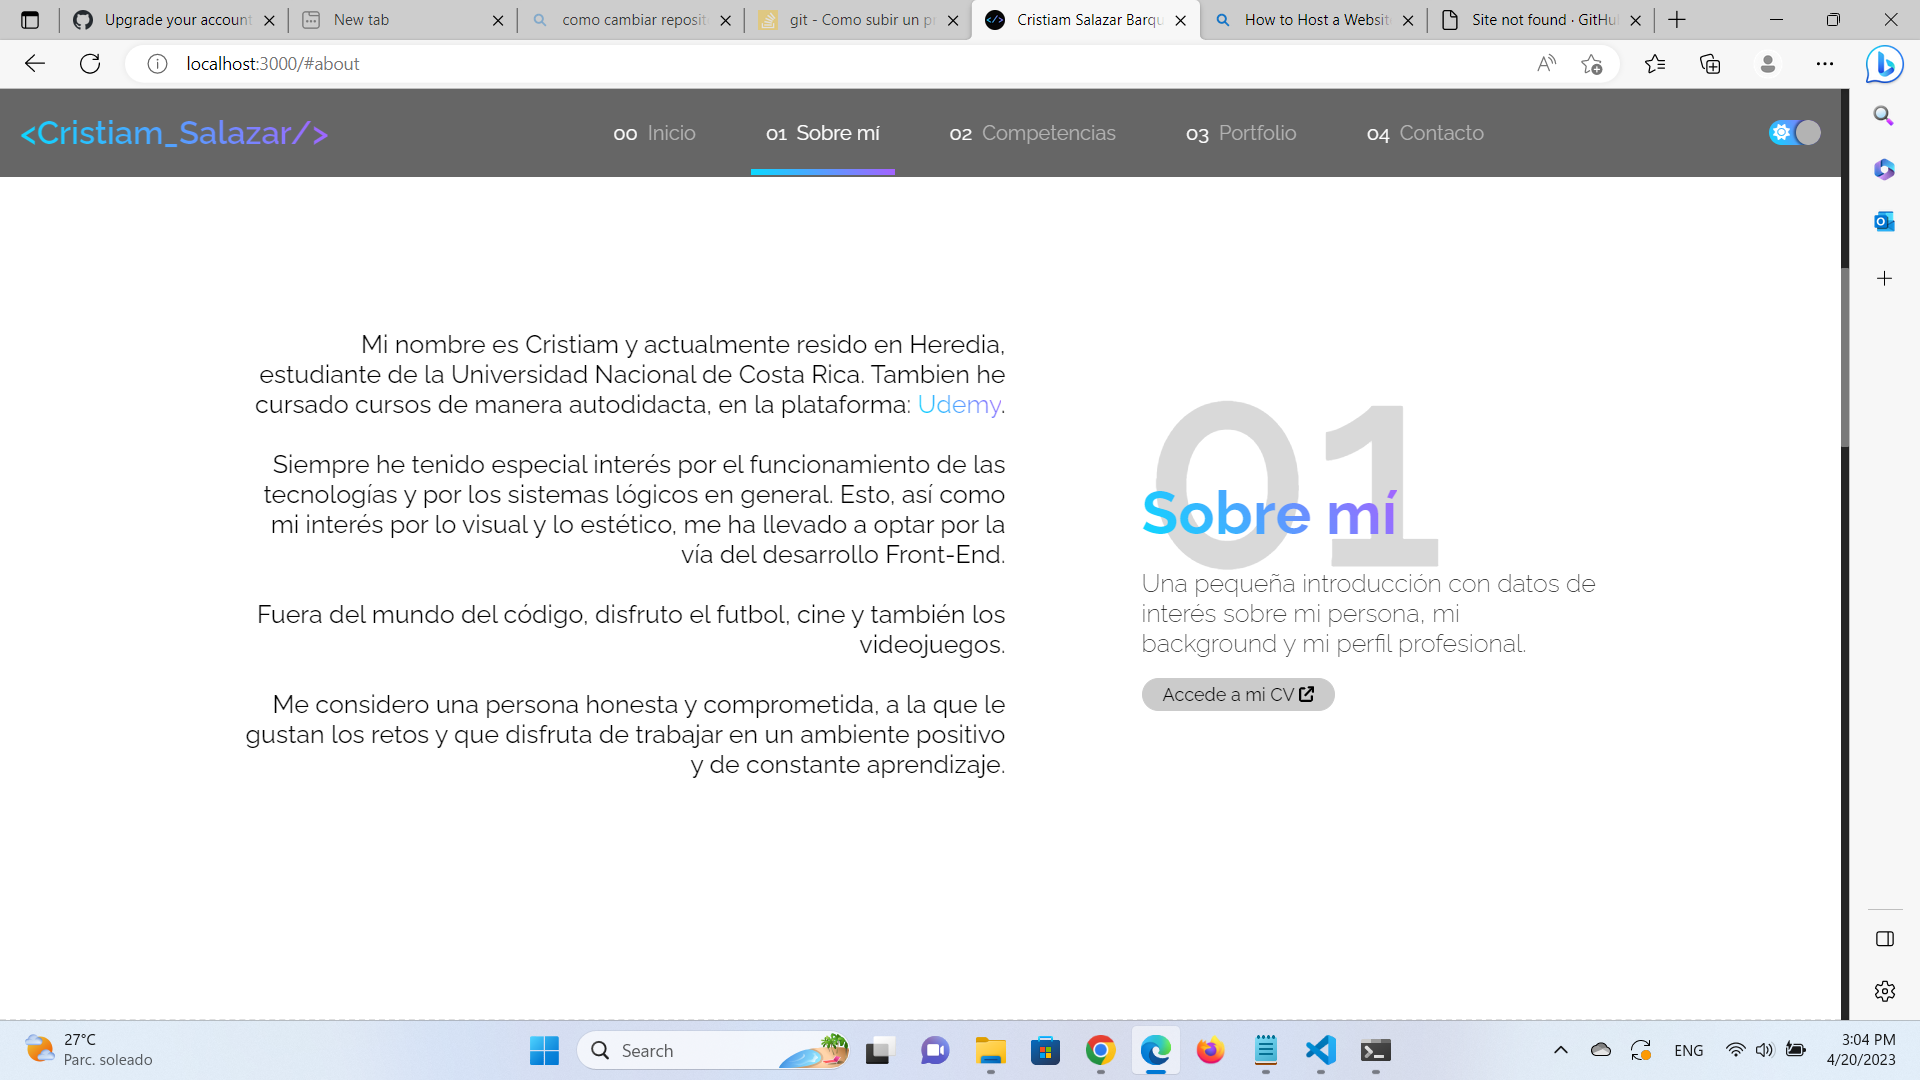 Upgrade your account
New tab
como cambiar reposit
git - Como subir un p
Cristiam Salazar Barqu
How to Host a Website
Site not found · GitHu
localhost:3000/#about
<Cristiam_Salazar/>
00 Inicio
01 Sobre mí
02 Competencias
03 Portfolio
04 Contacto
Mi nombre es Cristiam y actualmente resido en Heredia,
estudiante de la Universidad Nacional de Costa Rica. Tambien he
cursado cursos de manera autodidacta, en la plataforma: Udemy.
Siempre he tenido especial interés por el funcionamiento de las
tecnologías y por los sistemas lógicos en general. Esto, así como
mi interés por lo visual y lo estético, me ha llevado a optar por la
vía del desarrollo Front-End.
Fuera del mundo del código, disfruto el futbol, cine y también los
videojuegos.
Me considero una persona honesta y comprometida, a la que le
gustan los retos y que disfruta de trabajar en un ambiente positivo
y de constante aprendizaje.
01
Sobre mí
Una pequeña introducción con datos de
interés sobre mi persona, mi
background y mi perfil profesional.
Accede a mi CV
27°C
Parc. soleado
Search
ENG
3:04 PM
4/20/2023